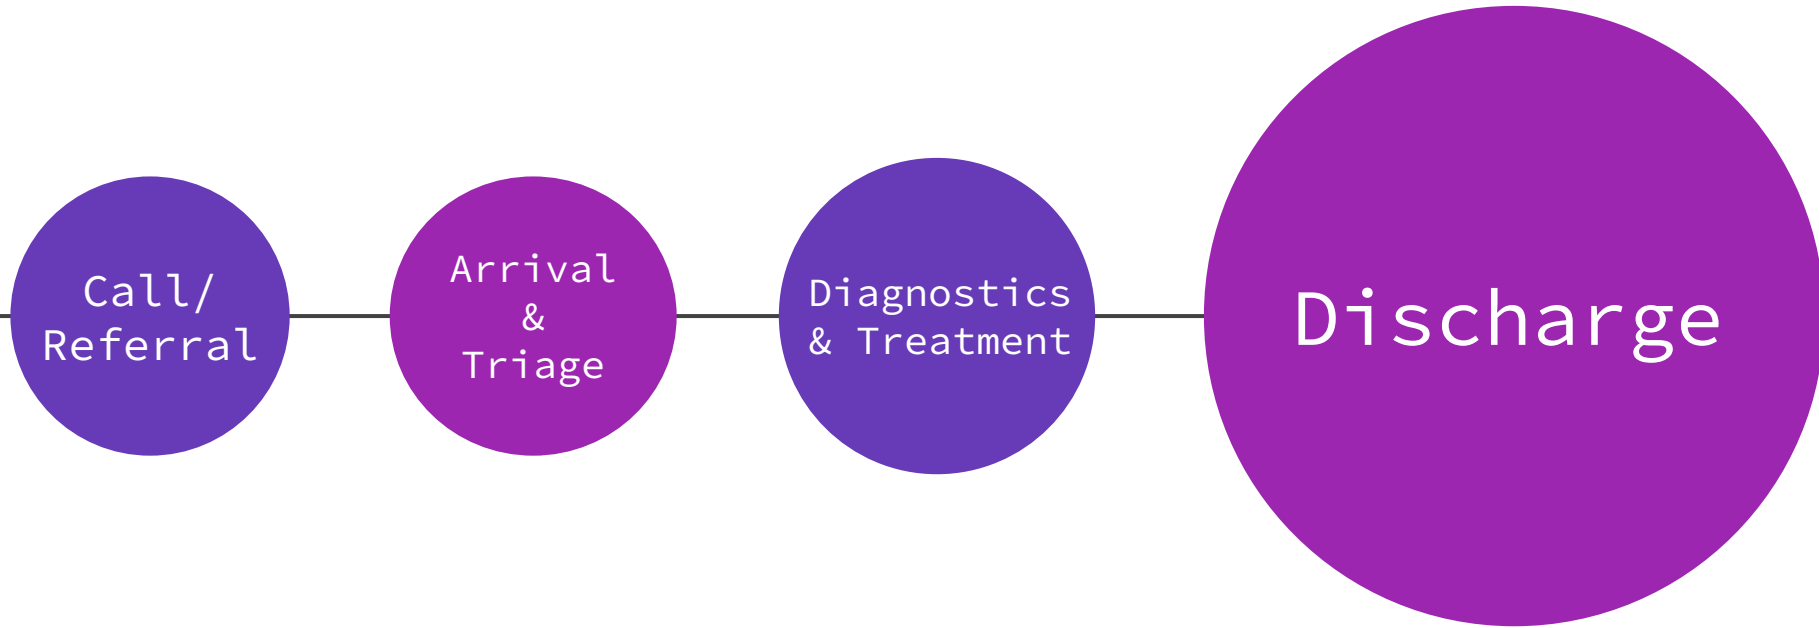 Call/
Referral
Arrival
&
Triage
Diagnostics
& Treatment
Discharge